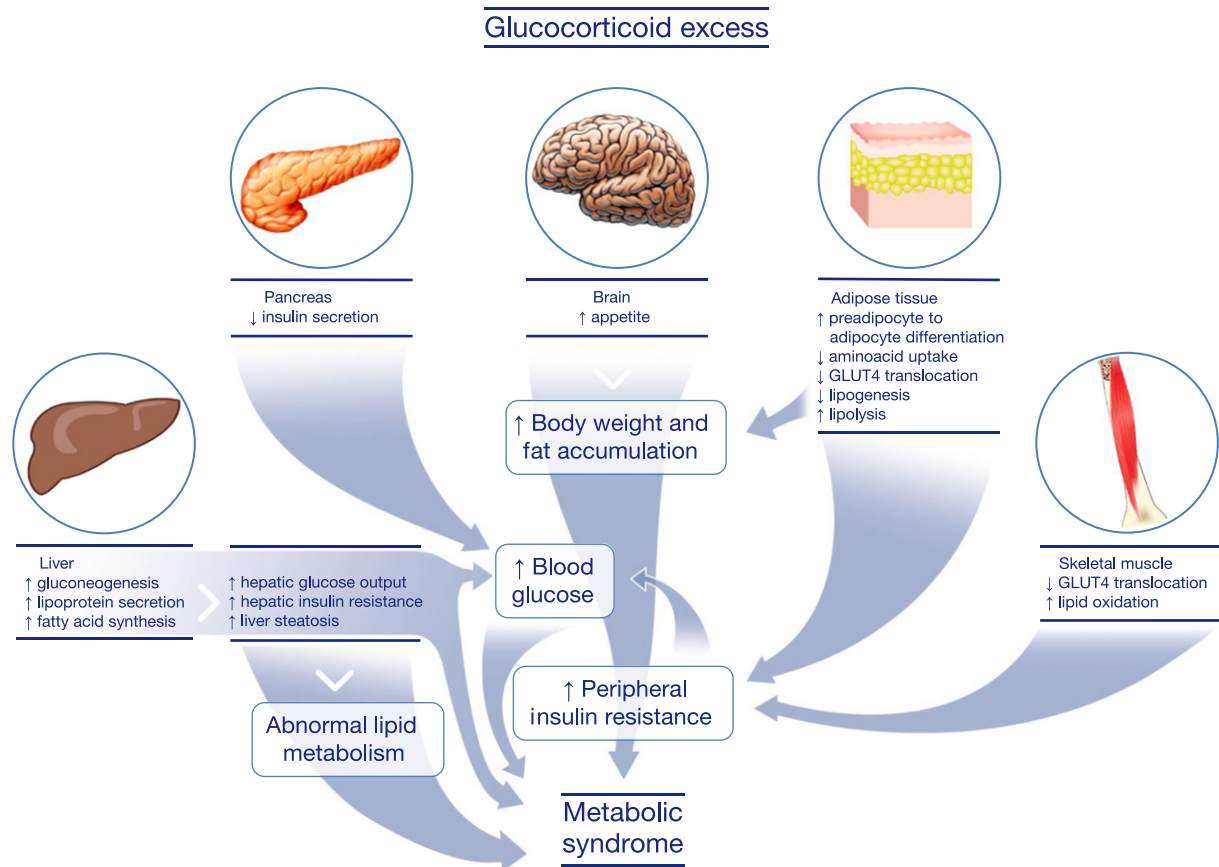 Glucocorticoid excess
Pancreas
↓ insulin secretion
Brain
↑ appetite
Adipose tissue
↑ preadipocyte to
adipocyte differentiation
↓ aminoacid uptake
↓ GLUT4 translocation
↓ lipogenesis
↑ lipolysis
↑ Body weight and
fat accumulation
Liver
↑ gluconeogenesis
↑ lipoprotein secretion
↑ fatty acid synthesis
↑ hepatic glucose output
↑ hepatic insulin resistance
↑ liver steatosis
↑ Blood
glucose
Skeletal muscle
↓ GLUT4 translocation
↑ lipid oxidation
↑ Peripheral
insulin resistance
Abnormal lipid
metabolism
Metabolic
syndrome